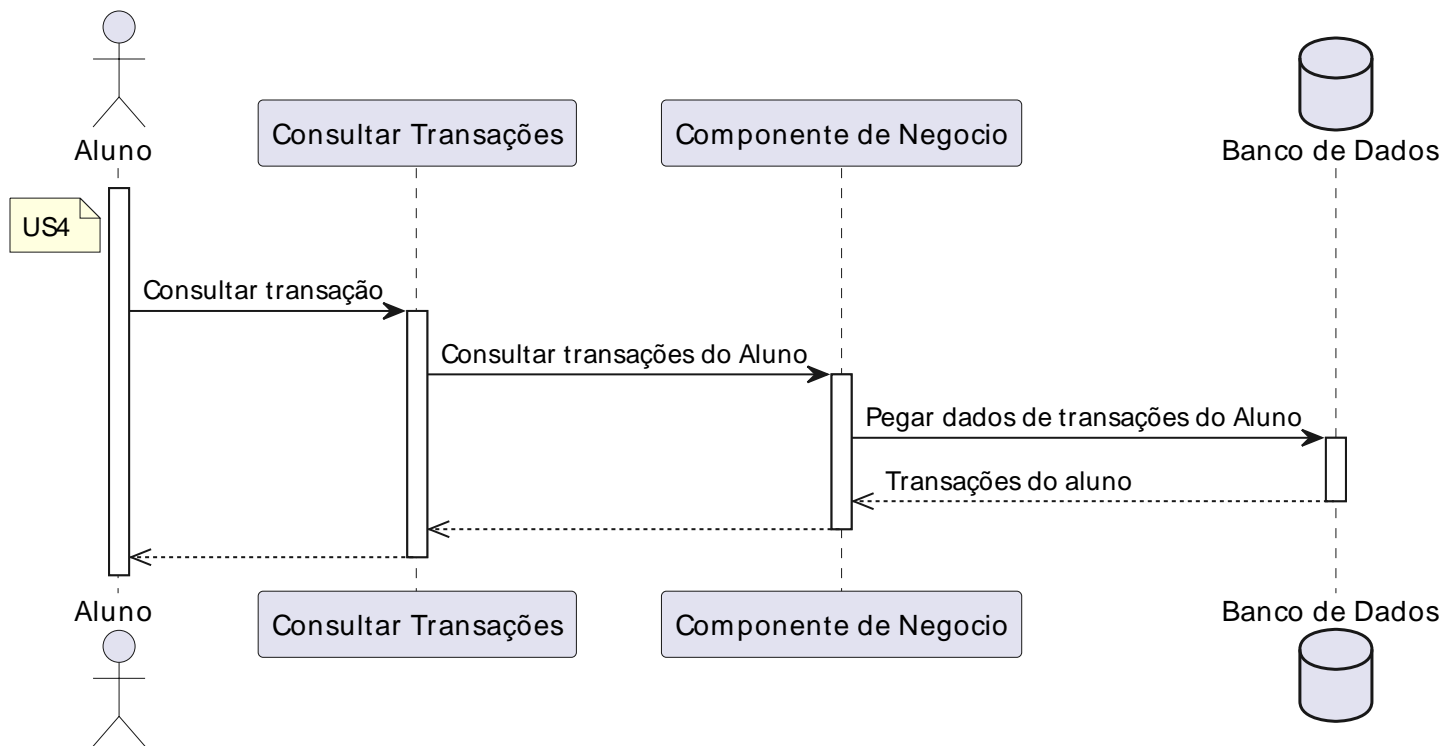 Aluno
Consultar Transações
Componente de Negocio
Banco de Dados
US4
Consultar transação
Consultar transações do Aluno
Pegar dados de transações do Aluno
Transações do aluno
Aluno
Consultar Transações
Componente de Negocio
Banco de Dados